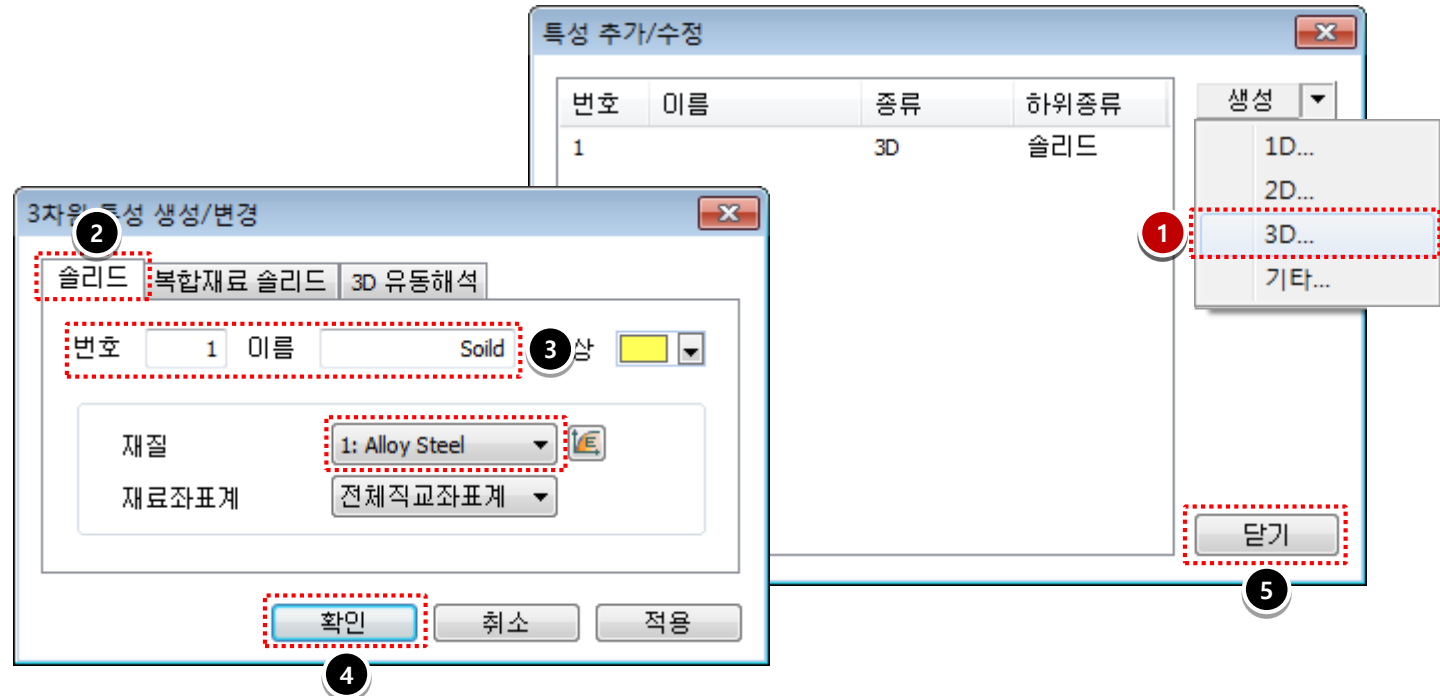 특성 추가/수정
번호 이름 종류 하위종류
1 3D 솔리드
생성
1D...
2D...
1
3D...
기타...
닫기
5
3차원 특성 생성/변경
2
솔리드 복합재료 솔리드 3D 유동해석
번호 1 이름 Soild 3 상
재질 1: Alloy Steel
재료좌표계 전체직교좌표계
확인 취소 적용
4